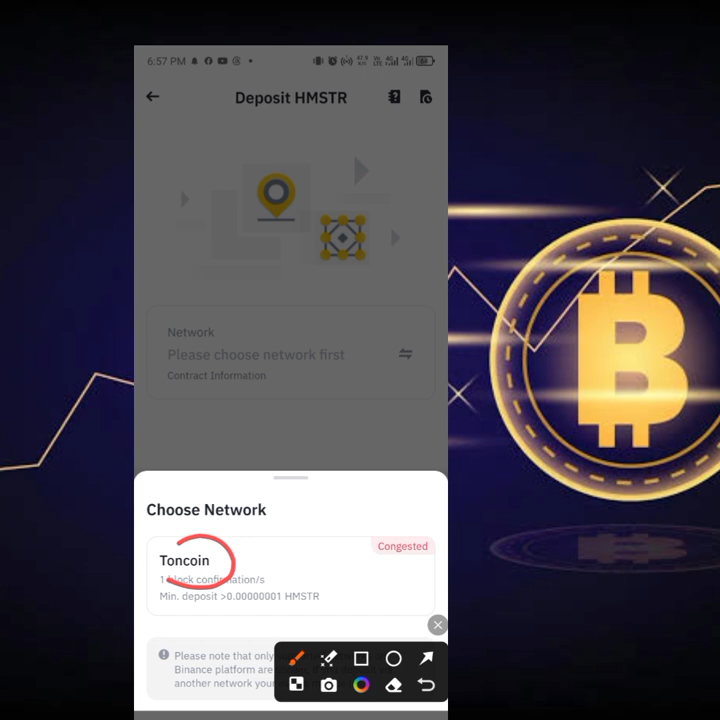 6:57 PM
Deposit HMSTR
Network
Please choose network first
Contract Information
Choose Network
Congested
Toncoin
1 block confirmation/s
Min. deposit >0.00000001 HMSTR
Please note that only
Binance platform are
another network your
B